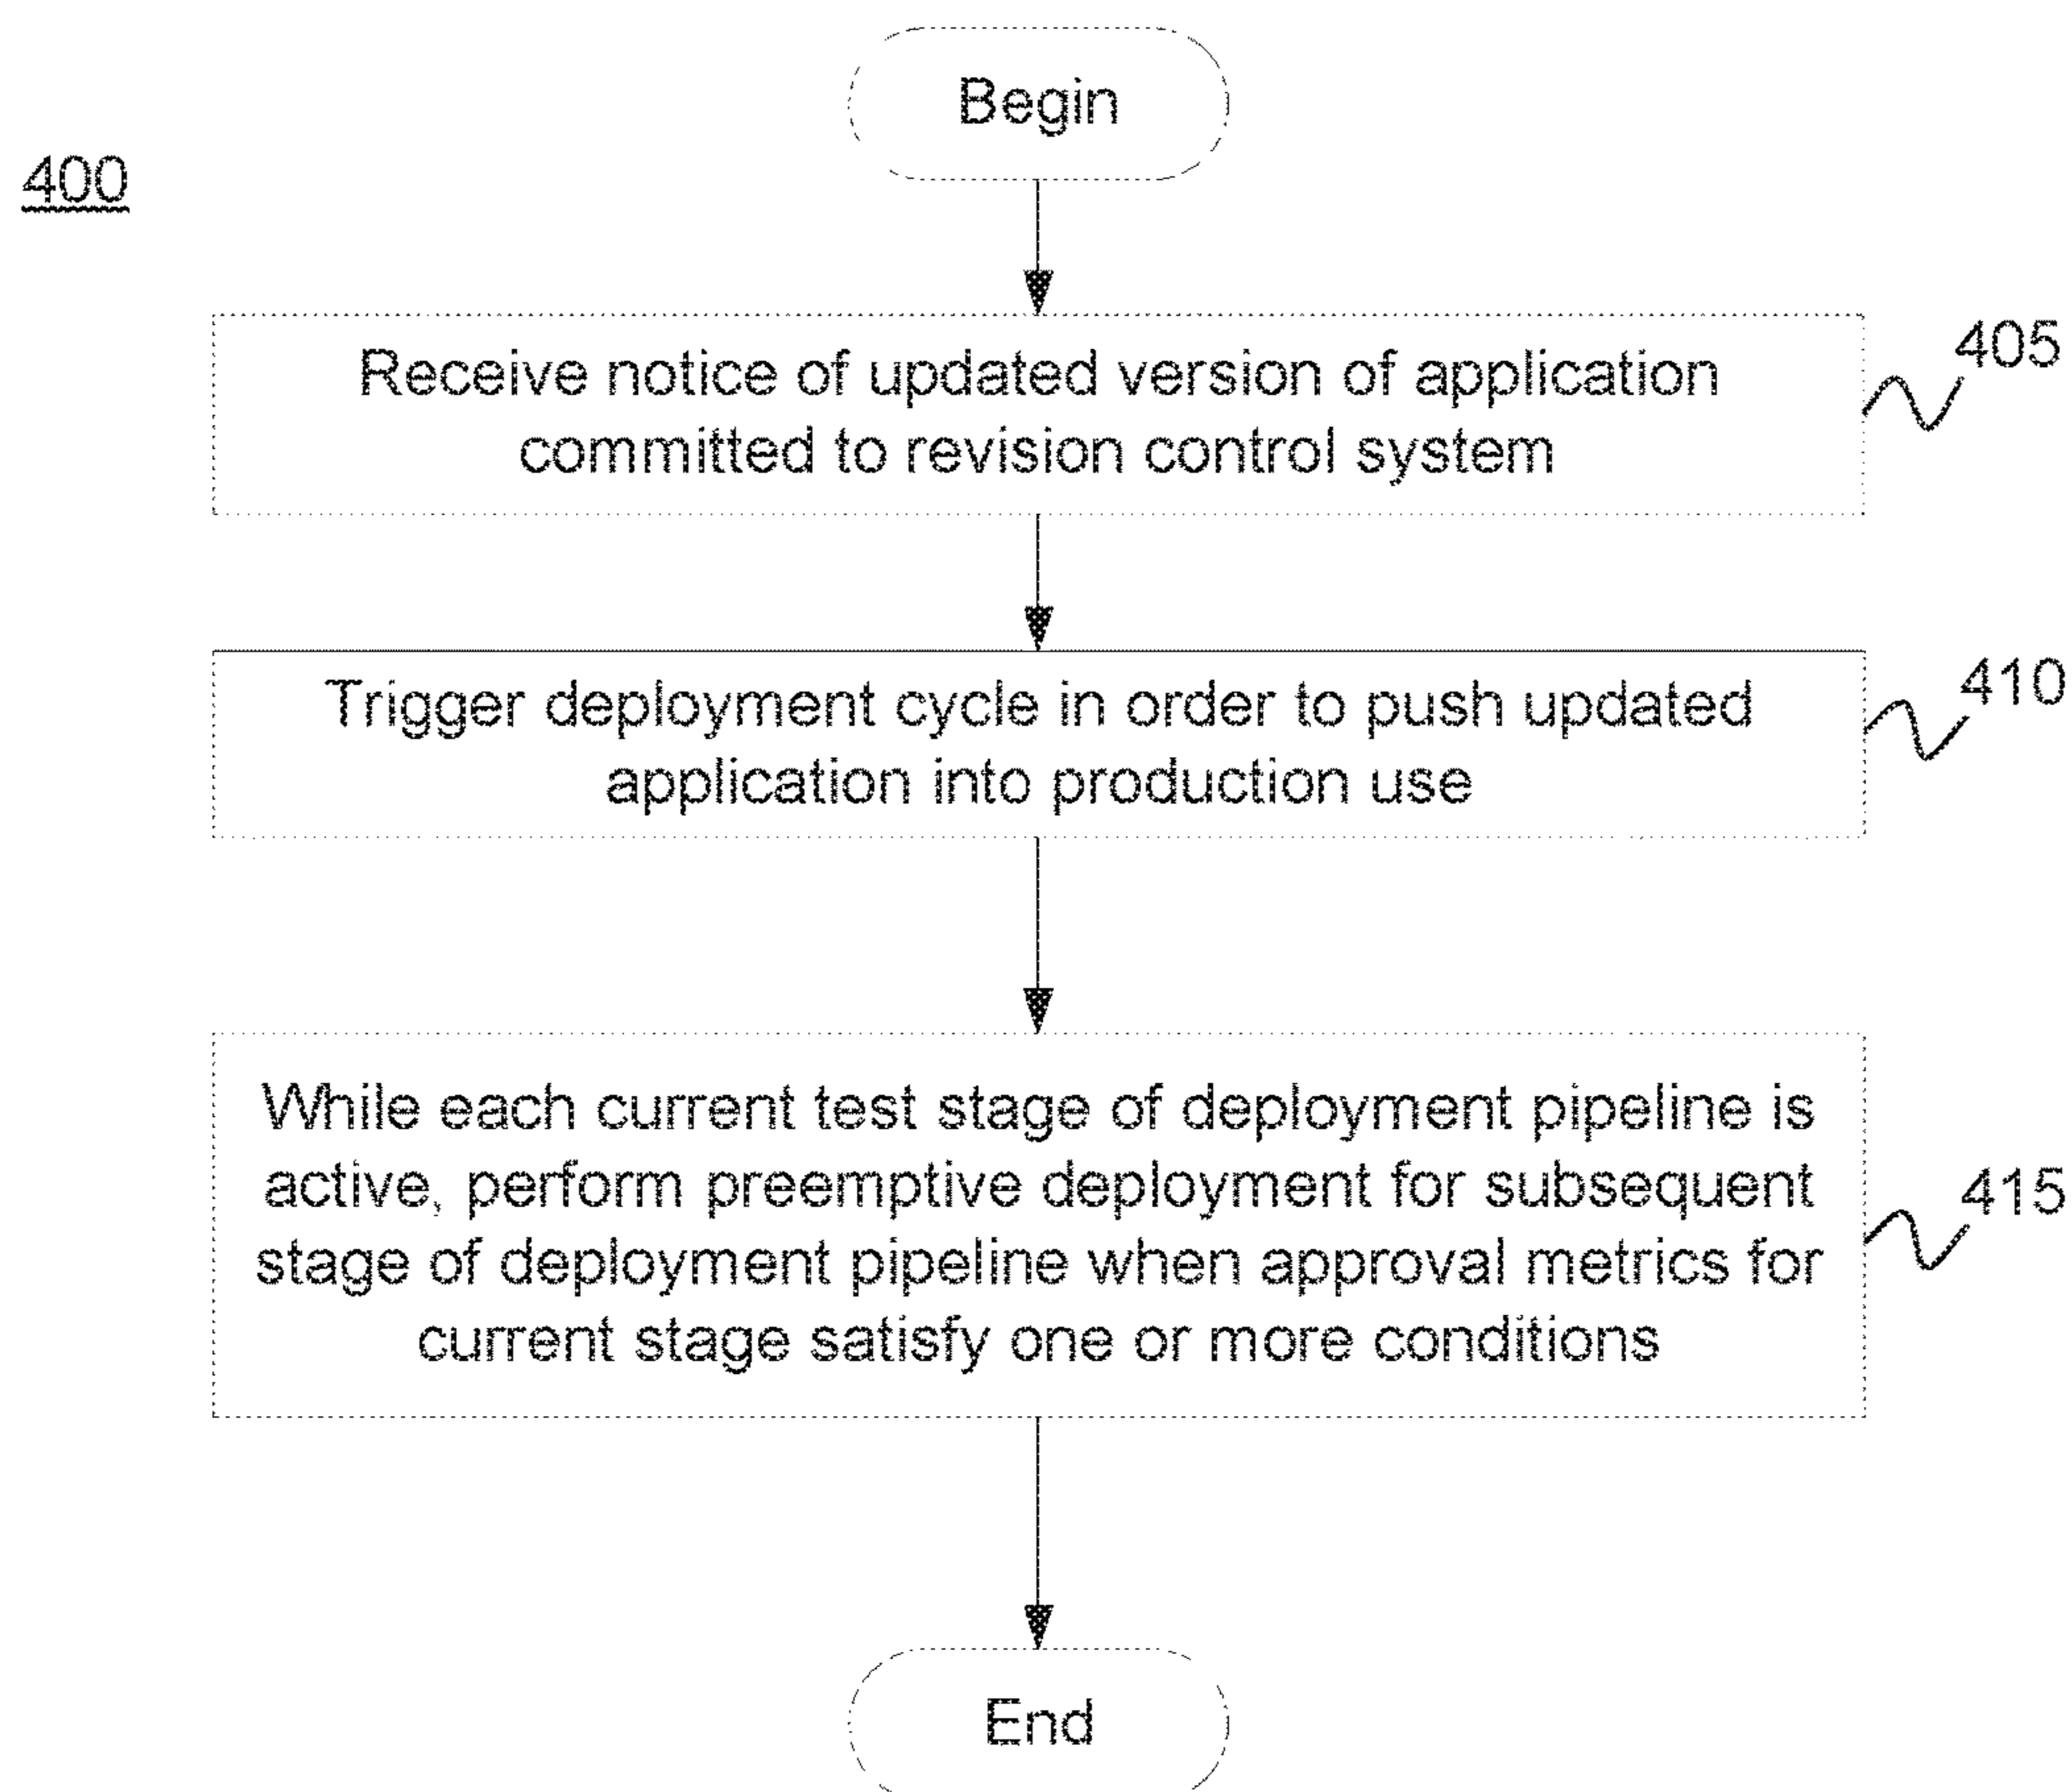 Begin
400
Receive notice of updated version of application
committed to revision control system
405
Trigger deployment cycle in order to push updated
application into production use
410
While each current test stage of deployment pipeline is
active, perform preemptive deployment for subsequent
stage of deployment pipeline when approval metrics for
current stage satisfy one or more conditions
415
End